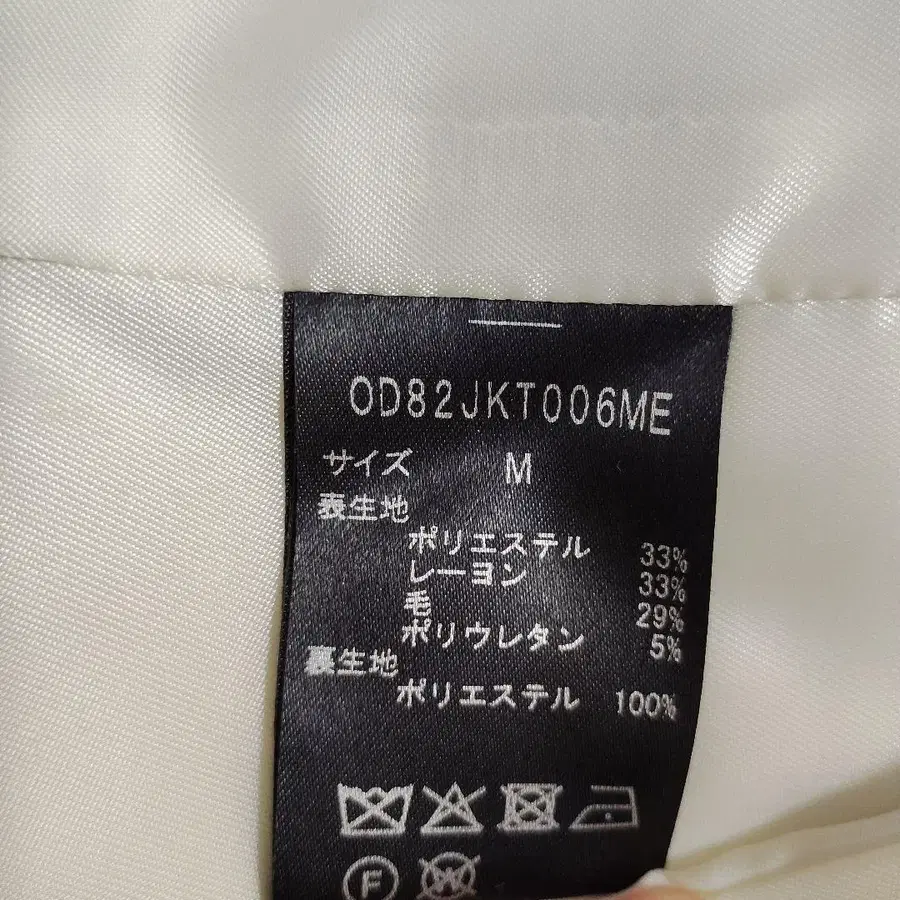 OD82JKT006ME
サイズ M
表生地
ポリエステル 33%
レーヨン 33%
毛 29%
ポリウレタン 5%
裏生地
ポリエステル 100%
F W